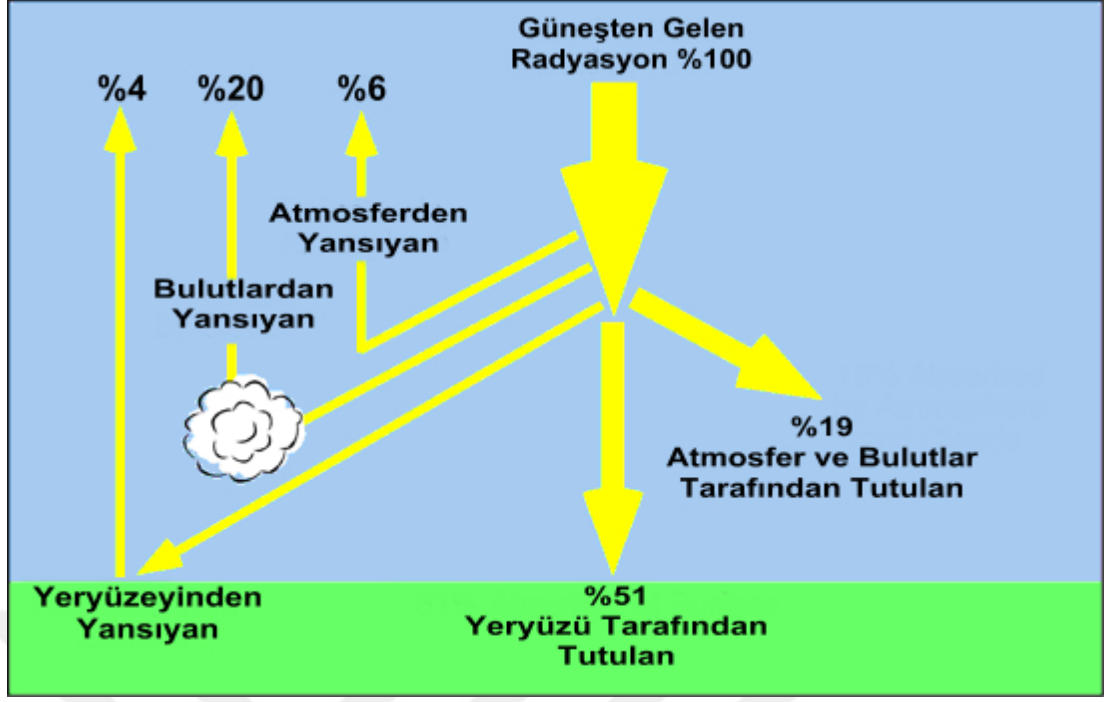 Güneşten Gelen
Radyasyon %100
%4
%20
%6
Atmosferden
Yansıyan
Bulutlardan
Yansıyan
%19
Atmosfer ve Bulutlar
Tarafından Tutulan
Yeryüzeyinden
Yansıyan
%51
Yeryüzü Tarafından
Tutulan